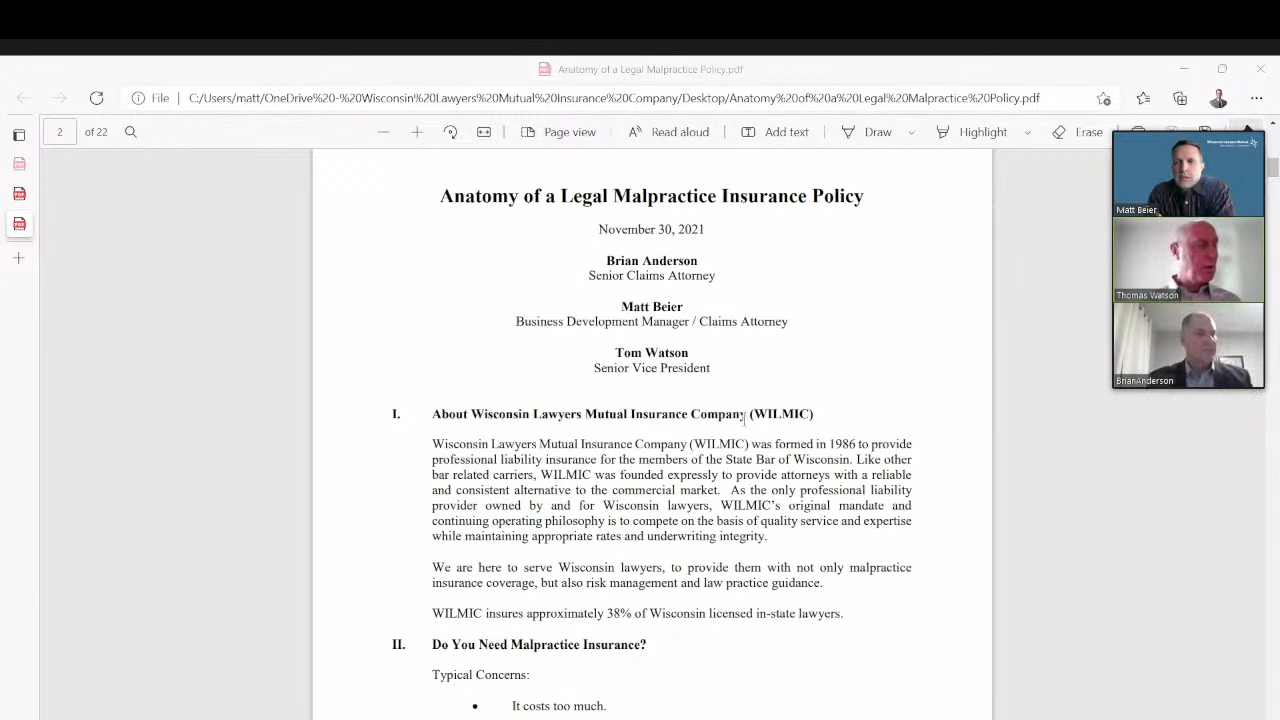 Anatomy of a Legal Malpractice Policy.pdf
File
C:/Users/matt/OneDrive%20-%20Wisconsin%20Lawyers%20Mutual%20Insurance%20Company/Desktop/Anatomy%20of%20a%20Legal%20Malpractice%20Policy.pdf
2 of 22
Page view
Read aloud
Add text
Draw
Highlight
Erase
Wisconsin Lawyers Mutual
Matt Beier
Thomas Watson
BrianAnderson
Anatomy of a Legal Malpractice Insurance Policy
November 30, 2021
Brian Anderson
Senior Claims Attorney
Matt Beier
Business Development Manager / Claims Attorney
Tom Watson
Senior Vice President
I. About Wisconsin Lawyers Mutual Insurance Company (WILMIC)
Wisconsin Lawyers Mutual Insurance Company (WILMIC) was formed in 1986 to provide
professional liability insurance for the members of the State Bar of Wisconsin. Like other
bar related carriers, WILMIC was founded expressly to provide attorneys with a reliable
and consistent alternative to the commercial market. As the only professional liability
provider owned by and for Wisconsin lawyers, WILMIC's original mandate and
continuing operating philosophy is to compete on the basis of quality service and expertise
while maintaining appropriate rates and underwriting integrity.
We are here to serve Wisconsin lawyers, to provide them with not only malpractice
insurance coverage, but also risk management and law practice guidance.
WILMIC insures approximately 38% of Wisconsin licensed in-state lawyers.
II. Do You Need Malpractice Insurance?
Typical Concerns:
• It costs too much.